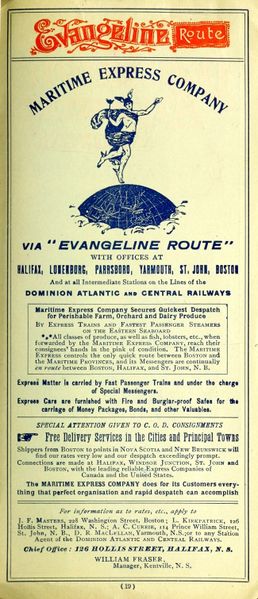 Evangeline Route
MARITIME EXPRESS COMPANY
VIA "EVANGELINE ROUTE"
WITH OFFICES AT
HALIFAX, LUNENBURG, PARRSBORO, YARMOUTH, ST. JOHN, BOSTON
And at all Intermediate Stations on the Lines of the
DOMINION ATLANTIC AND CENTRAL RAILWAYS
Maritime Express Company Secures Quickest Despatch
for Perishable Farm, Orchard and Dairy Produce
By Express Trains and Fastest Passenger Steamers
on the Eastern Seaboard
*** All classes of produce, as well as fish, lobsters, etc., when
forwarded by the Maritime Express Company, reach their
consignees' hands in the pink of condition. The Maritime
Express controls the only quick route between Boston and
the Maritime Provinces, and its Messengers are continually
en route between Boston, Halifax, and St. John, N. B.
Express Matter is carried by Fast Passenger Trains and under the charge
of Special Messengers.
Express Cars are furnished with Fire and Burglar-proof Safes for the
carriage of Money Packages, Bonds, and other Valuables.
SPECIAL ATTENTION GIVEN TO C. O. D. CONSIGNMENTS
☛ Free Delivery Services in the Cities and Principal Towns
Shippers from Boston to points in Nova Scotia and New Brunswick will
find our rates very low and our despatch exceedingly prompt.
Connections are made at Halifax, Windsor Junction, St. John and
Boston, with the leading reliable Express Companies of
Canada and the United States.
The MARITIME EXPRESS COMPANY does for its Customers every-
thing that perfect organisation and rapid despatch can accomplish
For information as to rates, etc., apply to
J. F. Masters, 228 Washington Street, Boston; L. Kirkpatrick, 126
Hollis Street, Halifax, N. S.; A. C. Currie, 114 Prince William Street,
St. John, N. B., D. R. MacLellan, Yarmouth, N.S.; or to any Station
Agent of the Dominion Atlantic and Central Railways.
Chief Office: 126 HOLLIS STREET, HALIFAX, N. S.
WILLIAM FRASER,
Manager, Kentville, N. S.
(19)